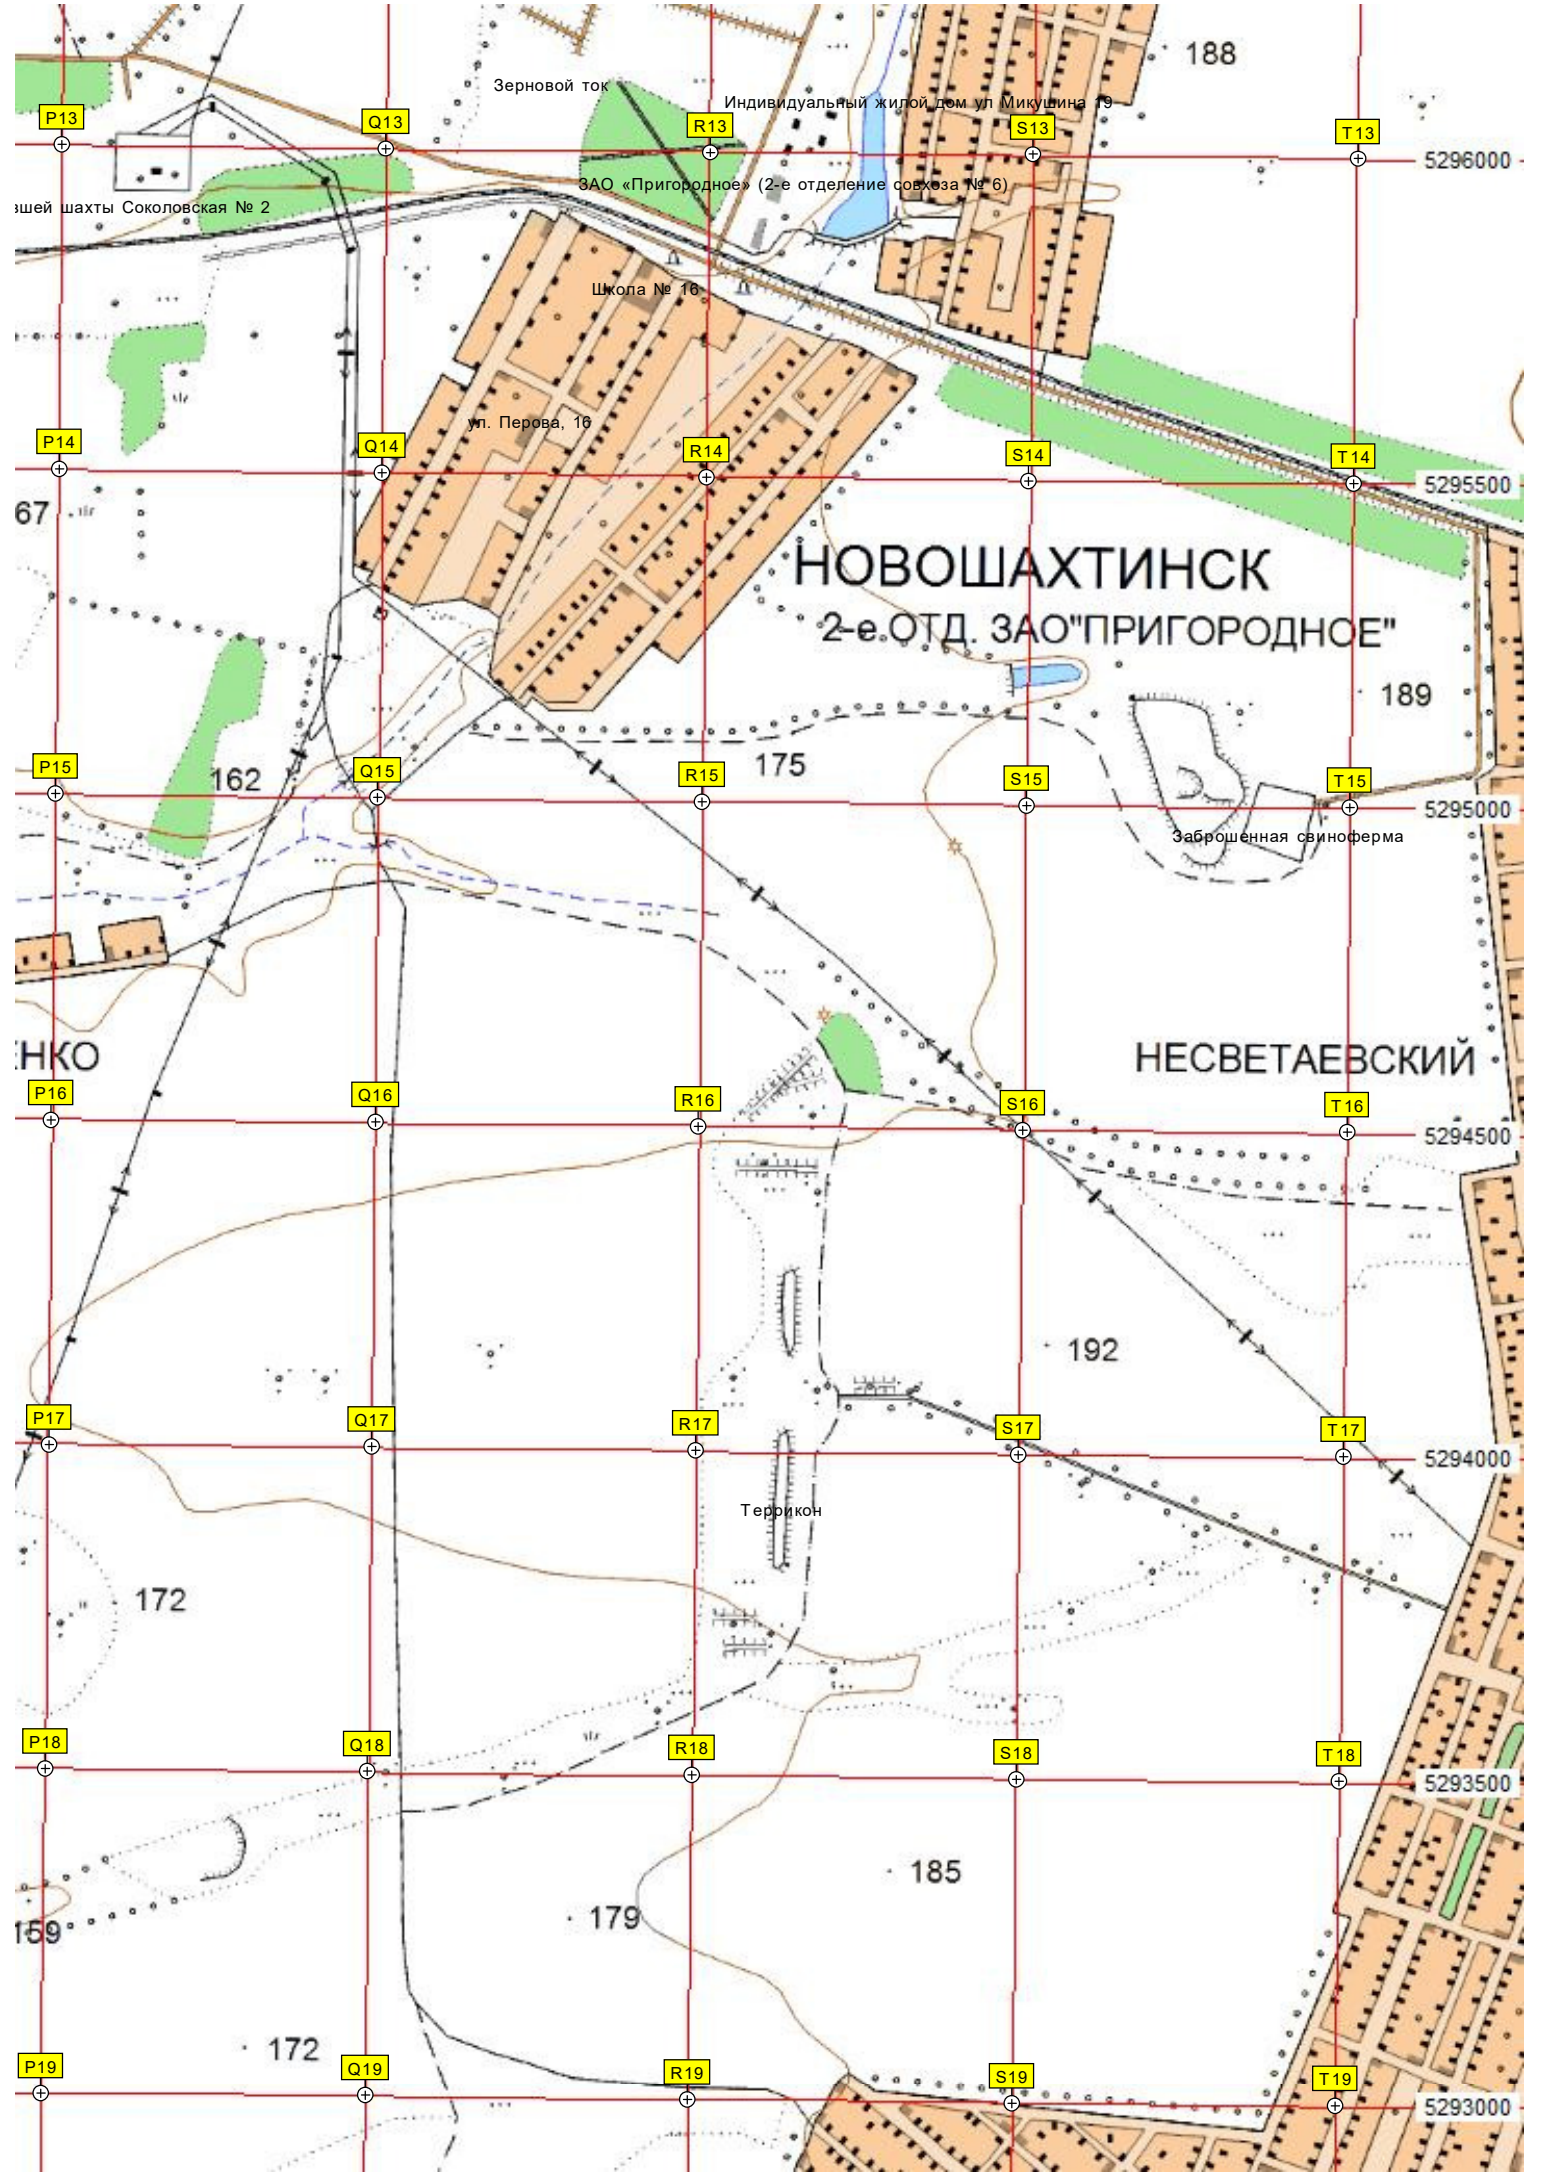 188
Зерновой ток
Индивидуальный жилой дом ул Микушина 19
P13
Q13
R13
S13
T13
5296000
ЗАО «Пригородное» (2-е отделение совхоза № 6)
вшей шахты Соколовская № 2
Школа № 16
ул. Перова, 16
P14
Q14
R14
S14
T14
5295500
67
НОВОШАХТИНСК
2-е.ОТД. ЗАО"ПРИГОРОДНОЕ"
189
175
162
P15
Q15
R15
S15
T15
5295000
Заброшенная свиноферма
ЕНКО
НЕСВЕТАЕВСКИЙ
P16
Q16
R16
S16
T16
5294500
192
P17
Q17
R17
S17
T17
5294000
Террикон
172
P18
Q18
R18
S18
T18
5293500
185
179
159
172
P19
Q19
R19
S19
T19
5293000